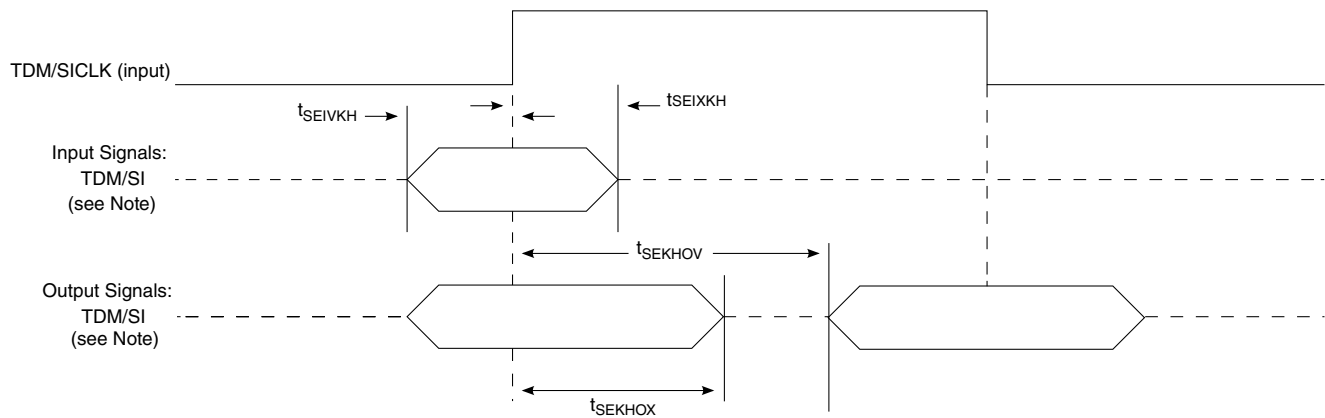 TDM/SICLK (input)
tSEIVKH
tSEIXKH
Input Signals:
TDM/SI
(see Note)
tSEKHOV
Output Signals:
TDM/SI
(see Note)
tSEKHOX